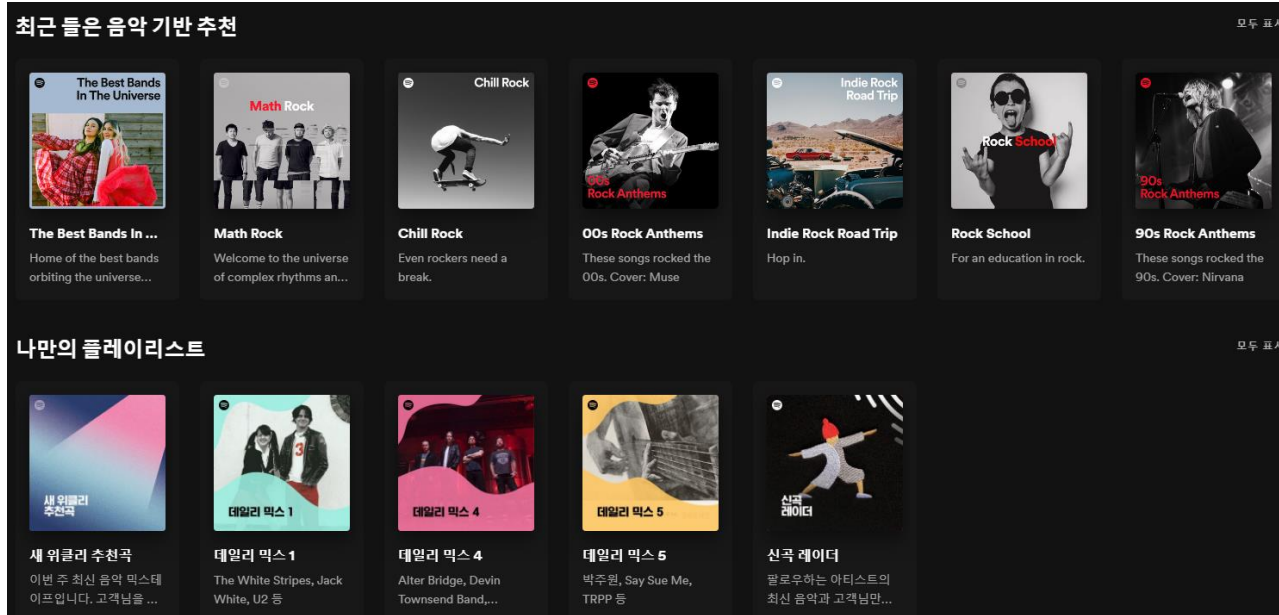 최근 들은 음악 기반 추천
모두 표시
The Best Bands
In The Universe
Math Rock
Chill Rock
00s
Rock Anthems
Indie Rock
Road Trip
Rock School
90s
Rock Anthems
The Best Bands In ...
Math Rock
Chill Rock
00s Rock Anthems
Indie Rock Road Trip
Rock School
90s Rock Anthems
Home of the best bands
orbiting the universe...
Welcome to the universe
of complex rhythms an...
Even rockers need a
break.
These songs rocked the
00s. Cover: Muse
Hop in.
For an education in rock.
These songs rocked the
90s. Cover: Nirvana
나만의 플레이리스트
모두 표시
새 위클리
추천곡
데일리 믹스 1
데일리 믹스 4
데일리 믹스 5
신곡
레이더
새 위클리 추천곡
데일리 믹스 1
데일리 믹스 4
데일리 믹스 5
신곡 레이더
이번 주 최신 음악 믹스테
이프입니다. 고객님을 ...
The White Stripes, Jack
White, U2 등
Alter Bridge, Devin
Townsend Band,...
박주원, Say Sue Me,
TRPP 등
팔로우하는 아티스트의
최신 음악과 고객님만...